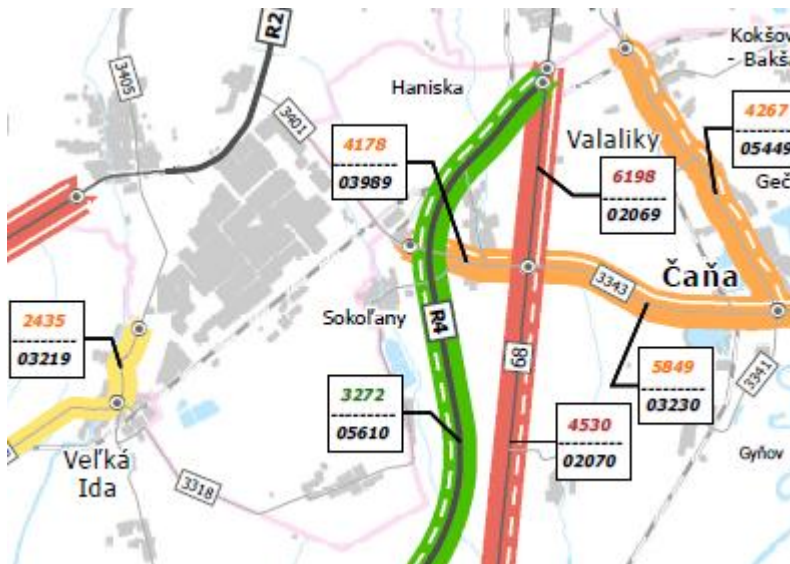 R2
3405
Kokšov
- Bakša
Haniska
3401
4178
03989
Valaliky
4267
05449
6198
02069
Geč
Čaňa
3343
2435
03219
Sokoľany
R4
68
5849
03230
3341
3272
05610
4530
02070
Veľká
Ida
3318
Gyňov